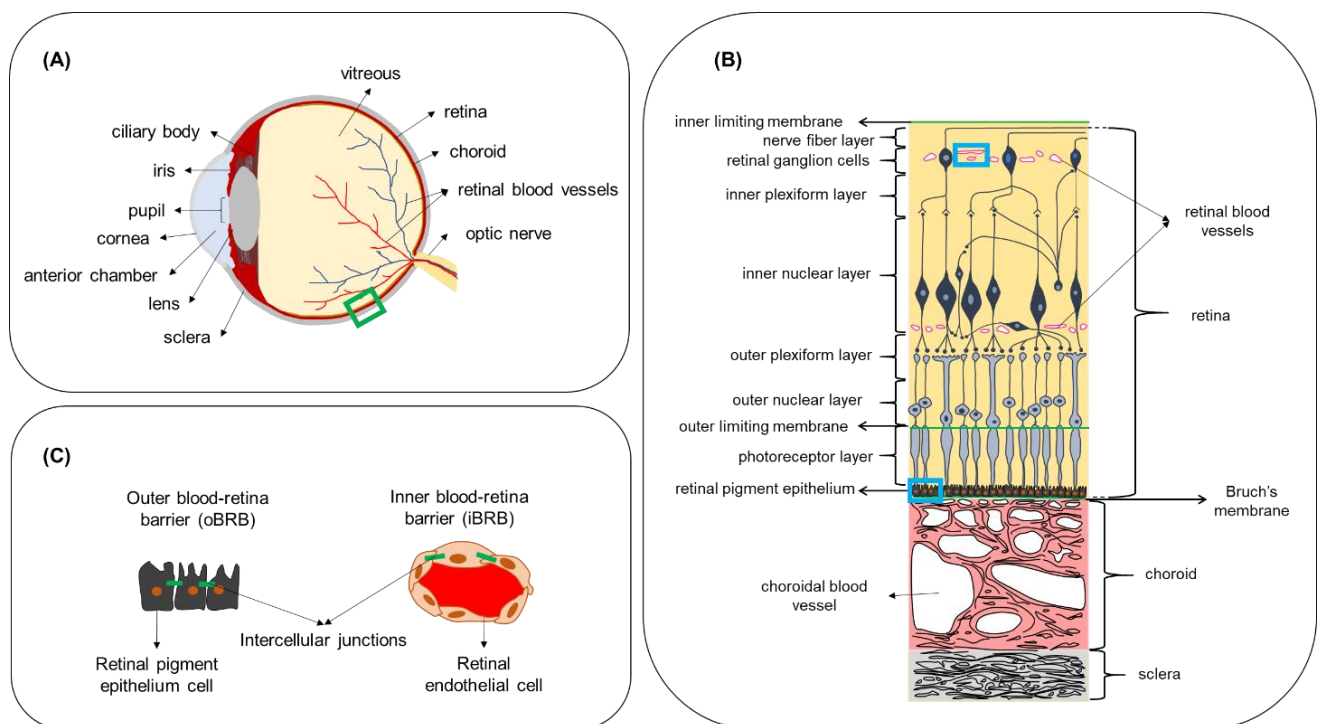 (A)
vitreous
retina
choroid
retinal blood vessels
optic nerve
ciliary body
iris
pupil
cornea
anterior chamber
lens
sclera
(B)
inner limiting membrane
nerve fiber layer
retinal ganglion cells
inner plexiform layer
inner nuclear layer
outer plexiform layer
outer nuclear layer
outer limiting membrane
photoreceptor layer
retinal pigment epithelium
choroidal blood
vessel
retinal blood
vessels
retina
Bruch's
membrane
choroid
sclera
(C)
Outer blood-retina
barrier (oBRB)
Inner blood-retina
barrier (iBRB)
Intercellular junctions
Retinal pigment
epithelium cell
Retinal
endothelial cell